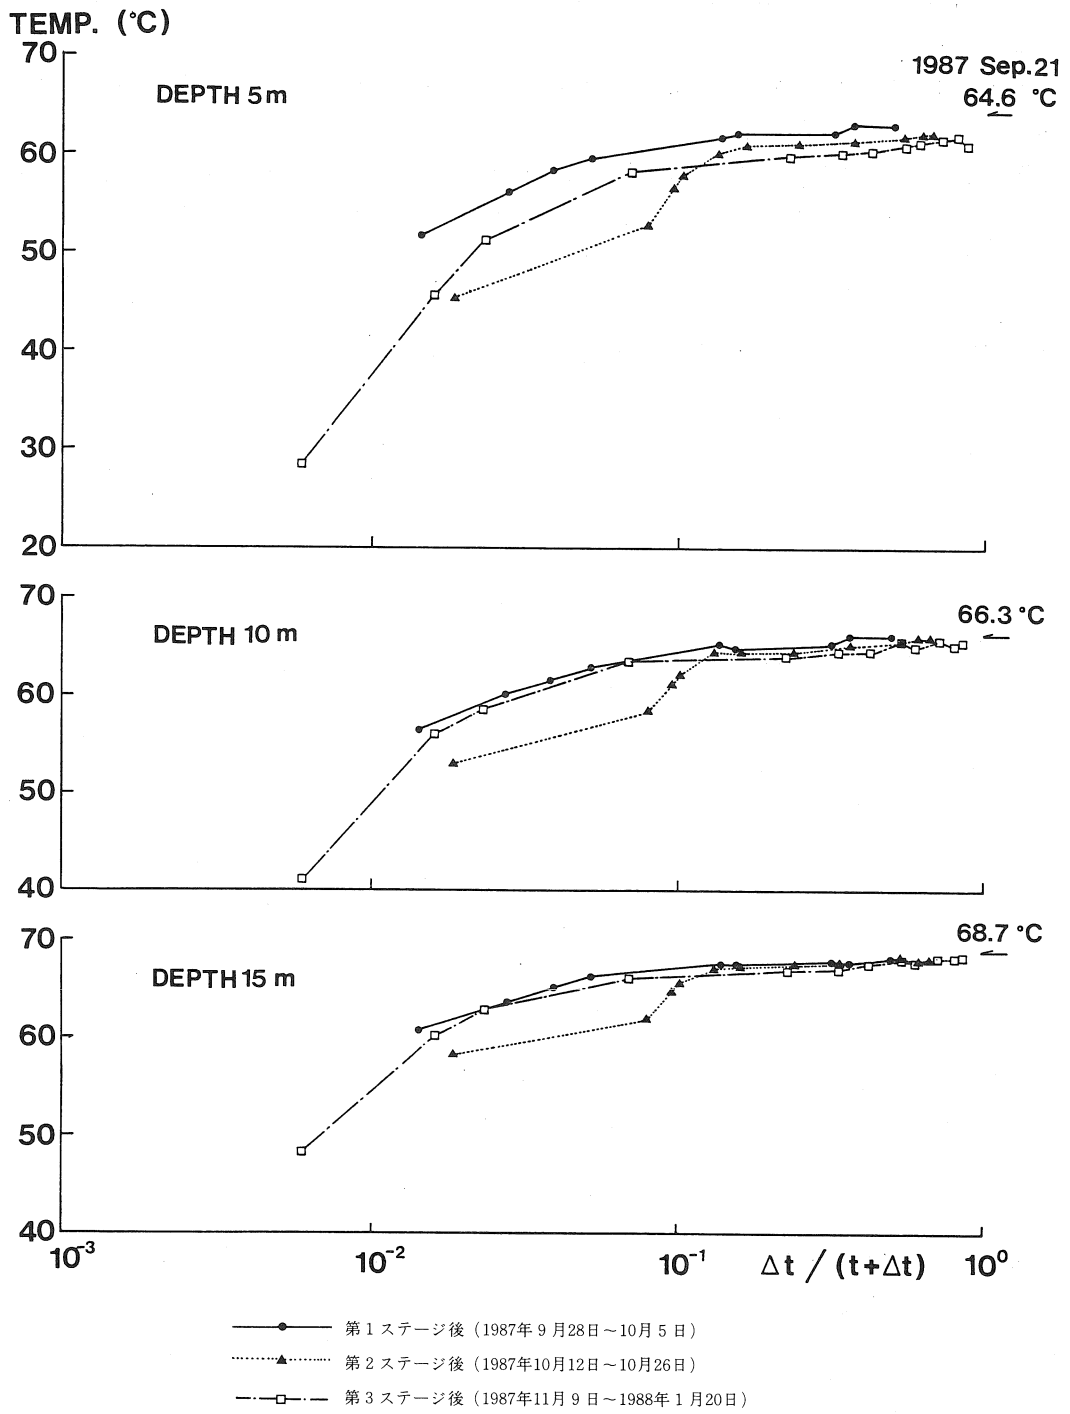 TEMP. (°C)
70
1987 Sep.21
DEPTH 5m
64.6 °C
60
50
40
30
20
70
66.3 °C
DEPTH 10m
60
50
40
70
68.7 °C
DEPTH 15m
60
50
40
10⁻³ 10⁻² 10⁻¹ Δt / (t+Δt) 10⁰
第1ステージ後（1987年9月28日～10月5日）
第2ステージ後（1987年10月12日～10月26日）
第3ステージ後（1987年11月9日～1988年1月20日）